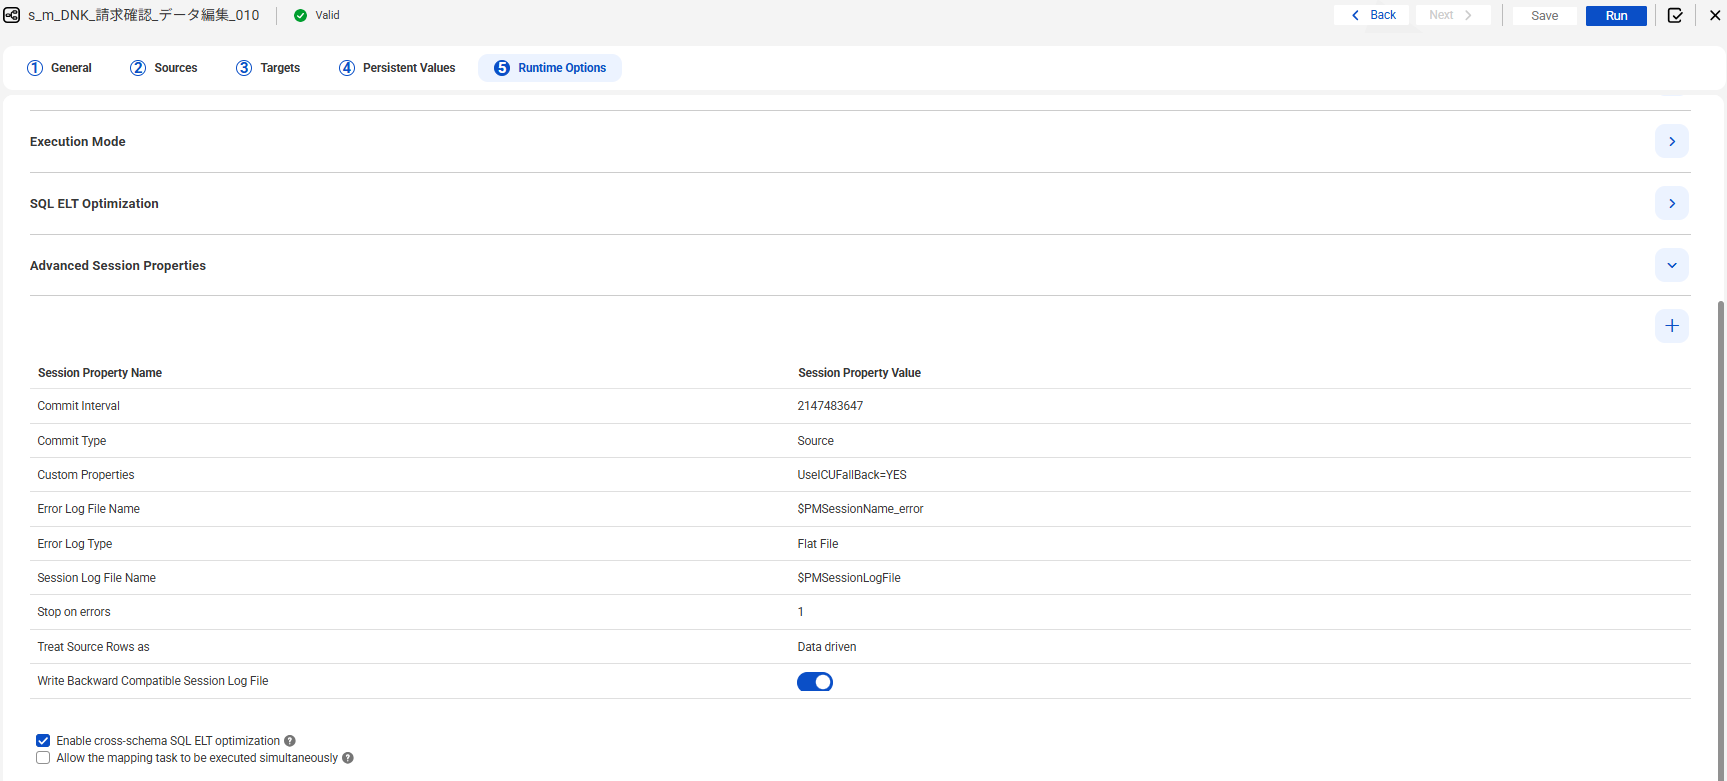 s_m_DNK_請求確認_データ編集_010 Valid Back Next Save Run
1 General 2 Sources 3 Targets 4 Persistent Values 5 Runtime Options
Execution Mode
SQL ELT Optimization
Advanced Session Properties
Session Property Name Session Property Value
Commit Interval 2147483647
Commit Type Source
Custom Properties UseICUFallBack=YES
Error Log File Name $PMSessionName_error
Error Log Type Flat File
Session Log File Name $PMSessionLogFile
Stop on errors 1
Treat Source Rows as Data driven
Write Backward Compatible Session Log File
Enable cross-schema SQL ELT optimization ?
Allow the mapping task to be executed simultaneously ?